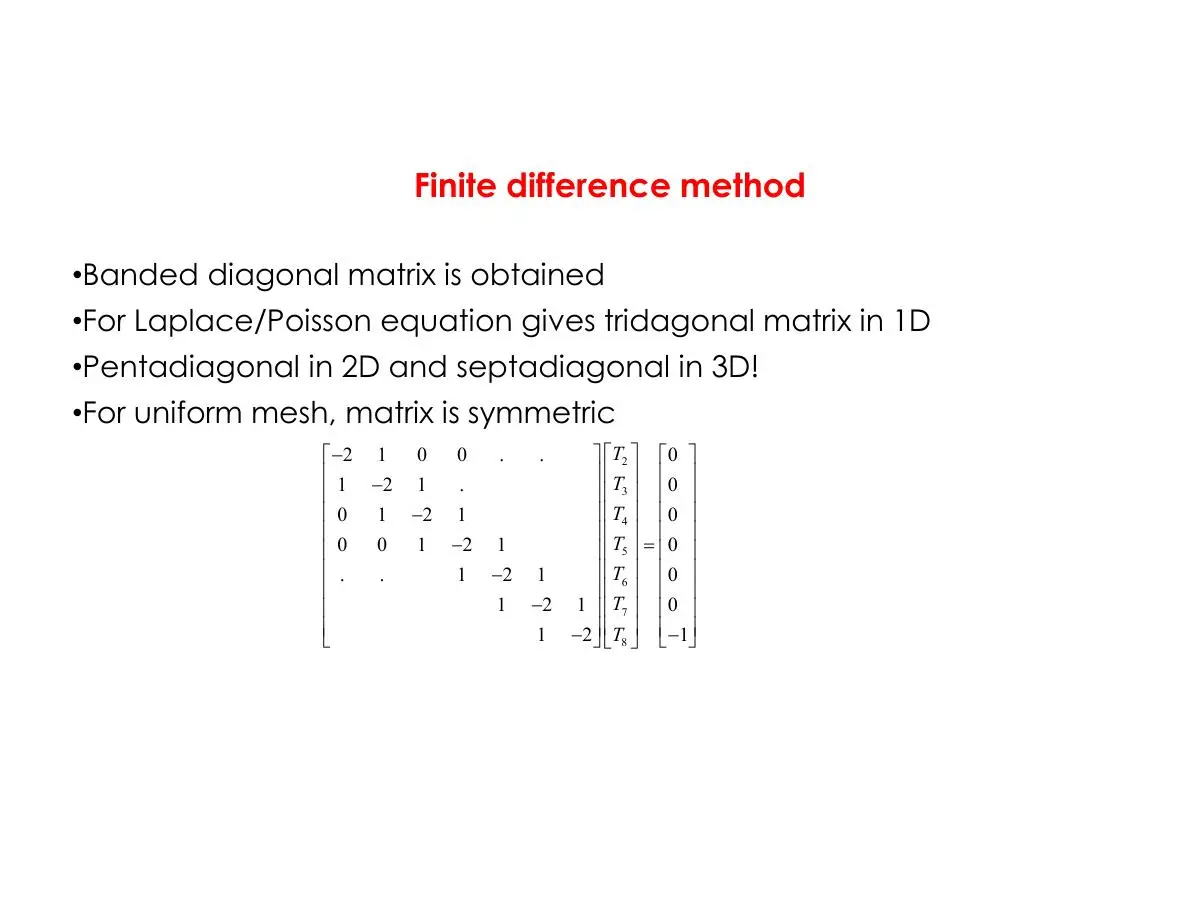 Finite difference method
•Banded diagonal matrix is obtained
•For Laplace/Poisson equation gives tridagonal matrix in 1D
•Pentadiagonal in 2D and septadiagonal in 3D!
•For uniform mesh, matrix is symmetric
−2 1 0 0 . . T₂ 0
1 −2 1 . T₃ 0
0 1 −2 1 T₄ 0
0 0 1 −2 1 T₅ = 0
. . 1 −2 1 T₆ 0
1 −2 1 T₇ 0
1 −2 T₈ −1